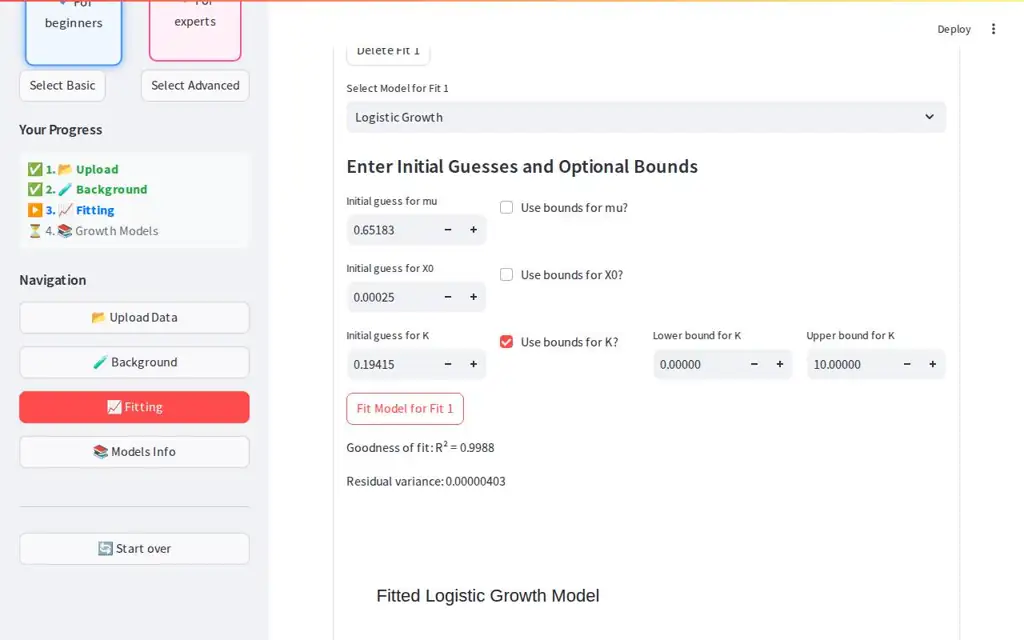 For
beginners
For
experts
Select Basic
Select Advanced
Your Progress
✅ 1. 📂 Upload
✅ 2. 🧪 Background
▶️ 3. 📈 Fitting
⏳ 4. 📚 Growth Models
Navigation
📂 Upload Data
🧪 Background
📈 Fitting
📚 Models Info
🔄 Start over
Deploy
Delete Fit 1
Select Model for Fit 1
Logistic Growth
Enter Initial Guesses and Optional Bounds
Initial guess for mu
Use bounds for mu?
0.65183 − +
Initial guess for X0
Use bounds for X0?
0.00025 − +
Initial guess for K
Use bounds for K?
Lower bound for K
Upper bound for K
0.19415 − +
0.00000 − +
10.00000 − +
Fit Model for Fit 1
Goodness of fit: R² = 0.9988
Residual variance: 0.00000403
Fitted Logistic Growth Model